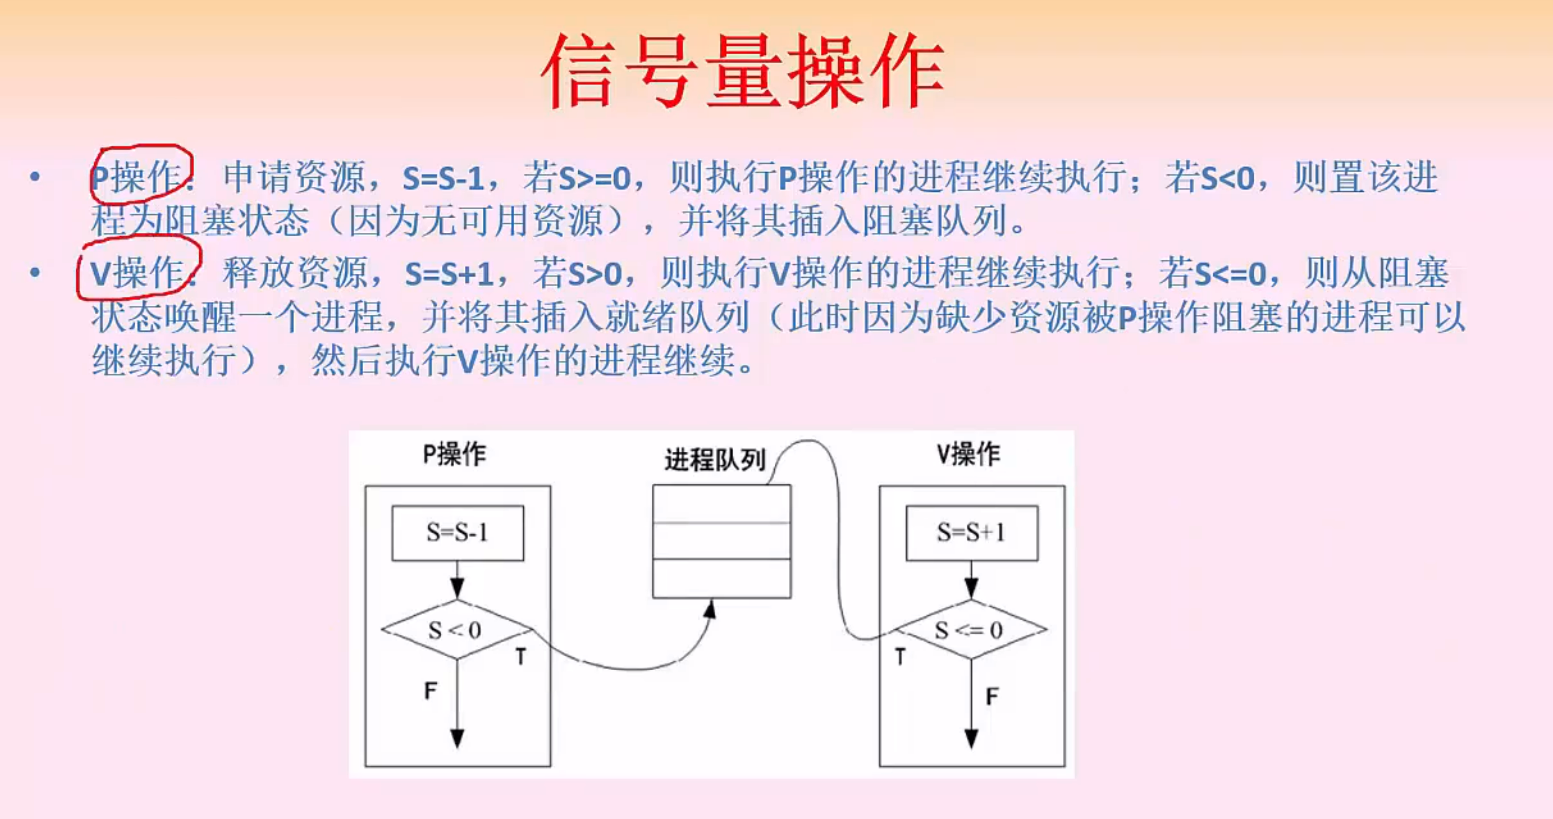 信号量操作
• P操作：申请资源，S=S-1，若S>=0，则执行P操作的进程继续执行；若S<0，则置该进
程为阻塞状态（因为无可用资源），并将其插入阻塞队列。
• V操作：释放资源，S=S+1，若S>0，则执行V操作的进程继续执行；若S<=0，则从阻塞
状态唤醒一个进程，并将其插入就绪队列（此时因为缺少资源被P操作阻塞的进程可以
继续执行），然后执行V操作的进程继续。
P操作
进程队列
V操作
S=S-1
S=S+1
S<0
S<=0
T
T
F
F